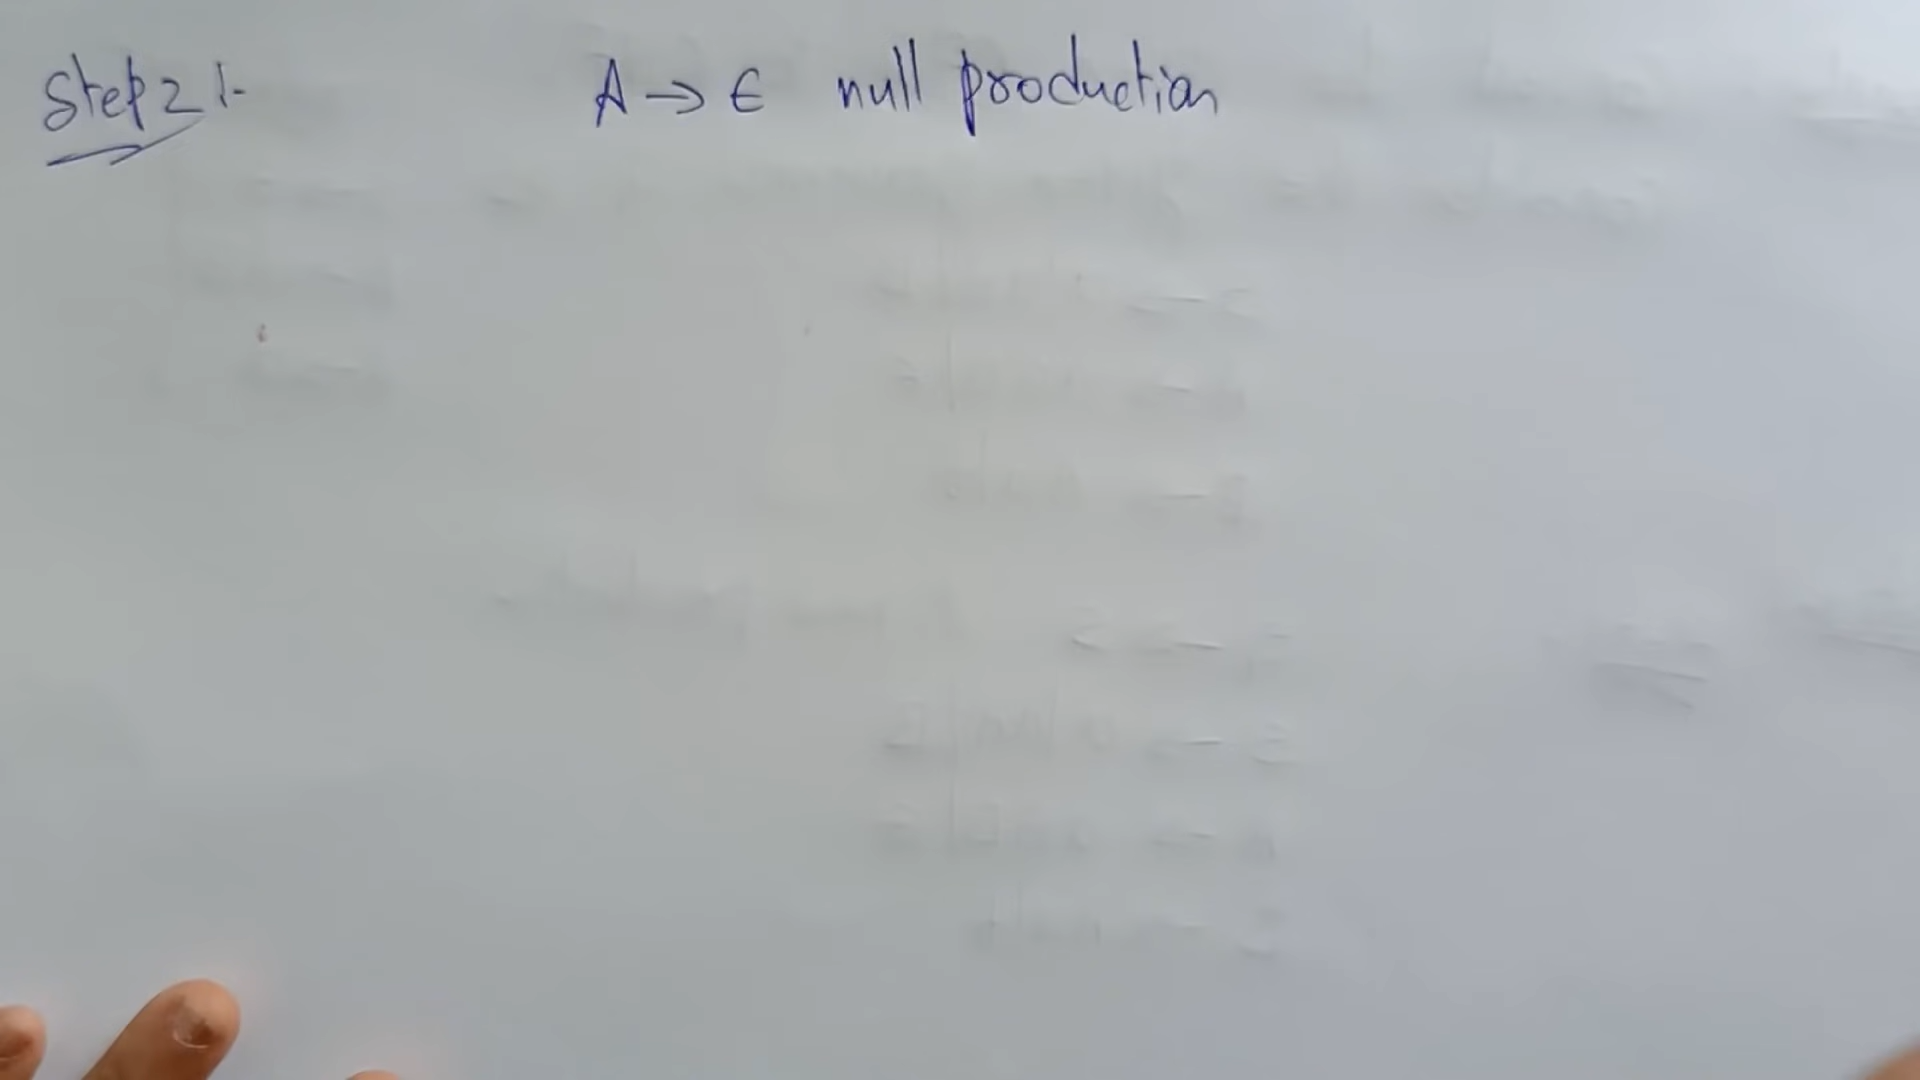 Step 2 :-
A → ϵ null production